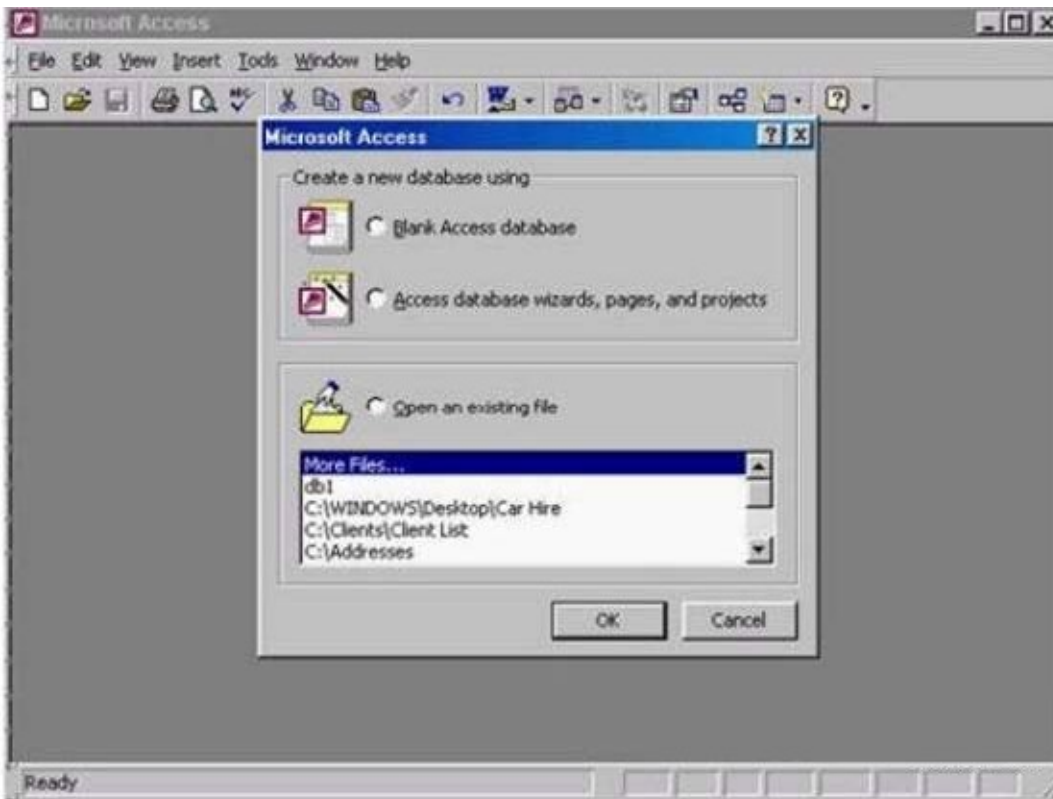 Microsoft Access
File Edit View Insert Tools Window Help
ABC
W
Microsoft Access
Create a new database using
Blank Access database
Access database wizards, pages, and projects
Open an existing file
More Files...
db1
C:\WINDOWS\Desktop\Car Hire
C:\Clients\Client List
C:\Addresses
OK Cancel
Ready